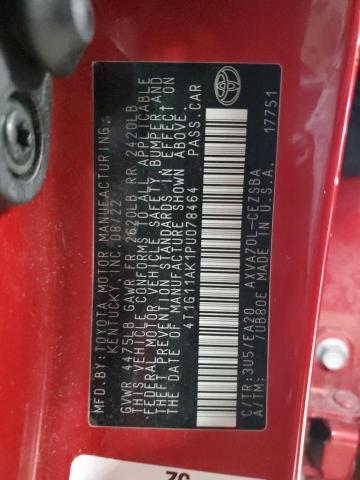 MFD. BY:
TOYOTA MOTOR MANUFACTURING,
KENTUCKY, INC. 08/22
GVWR 4475LB GAWR FR 2620LB RR 2420LB
THIS VEHICLE CONFORMS TO ALL APPLICABLE
FEDERAL MOTOR VEHICLE SAFETY, BUMPER, AND
THEFT PREVENTION STANDARDS IN EFFECT ON
THE DATE OF MANUFACTURE SHOWN ABOVE.
4T1G11AK1PU078464 PASS.CAR
C/TR:3U5/EA20 AXVA70L-CEZSBA
A/TM: 7UB80E MADE IN U.S.A. 17751